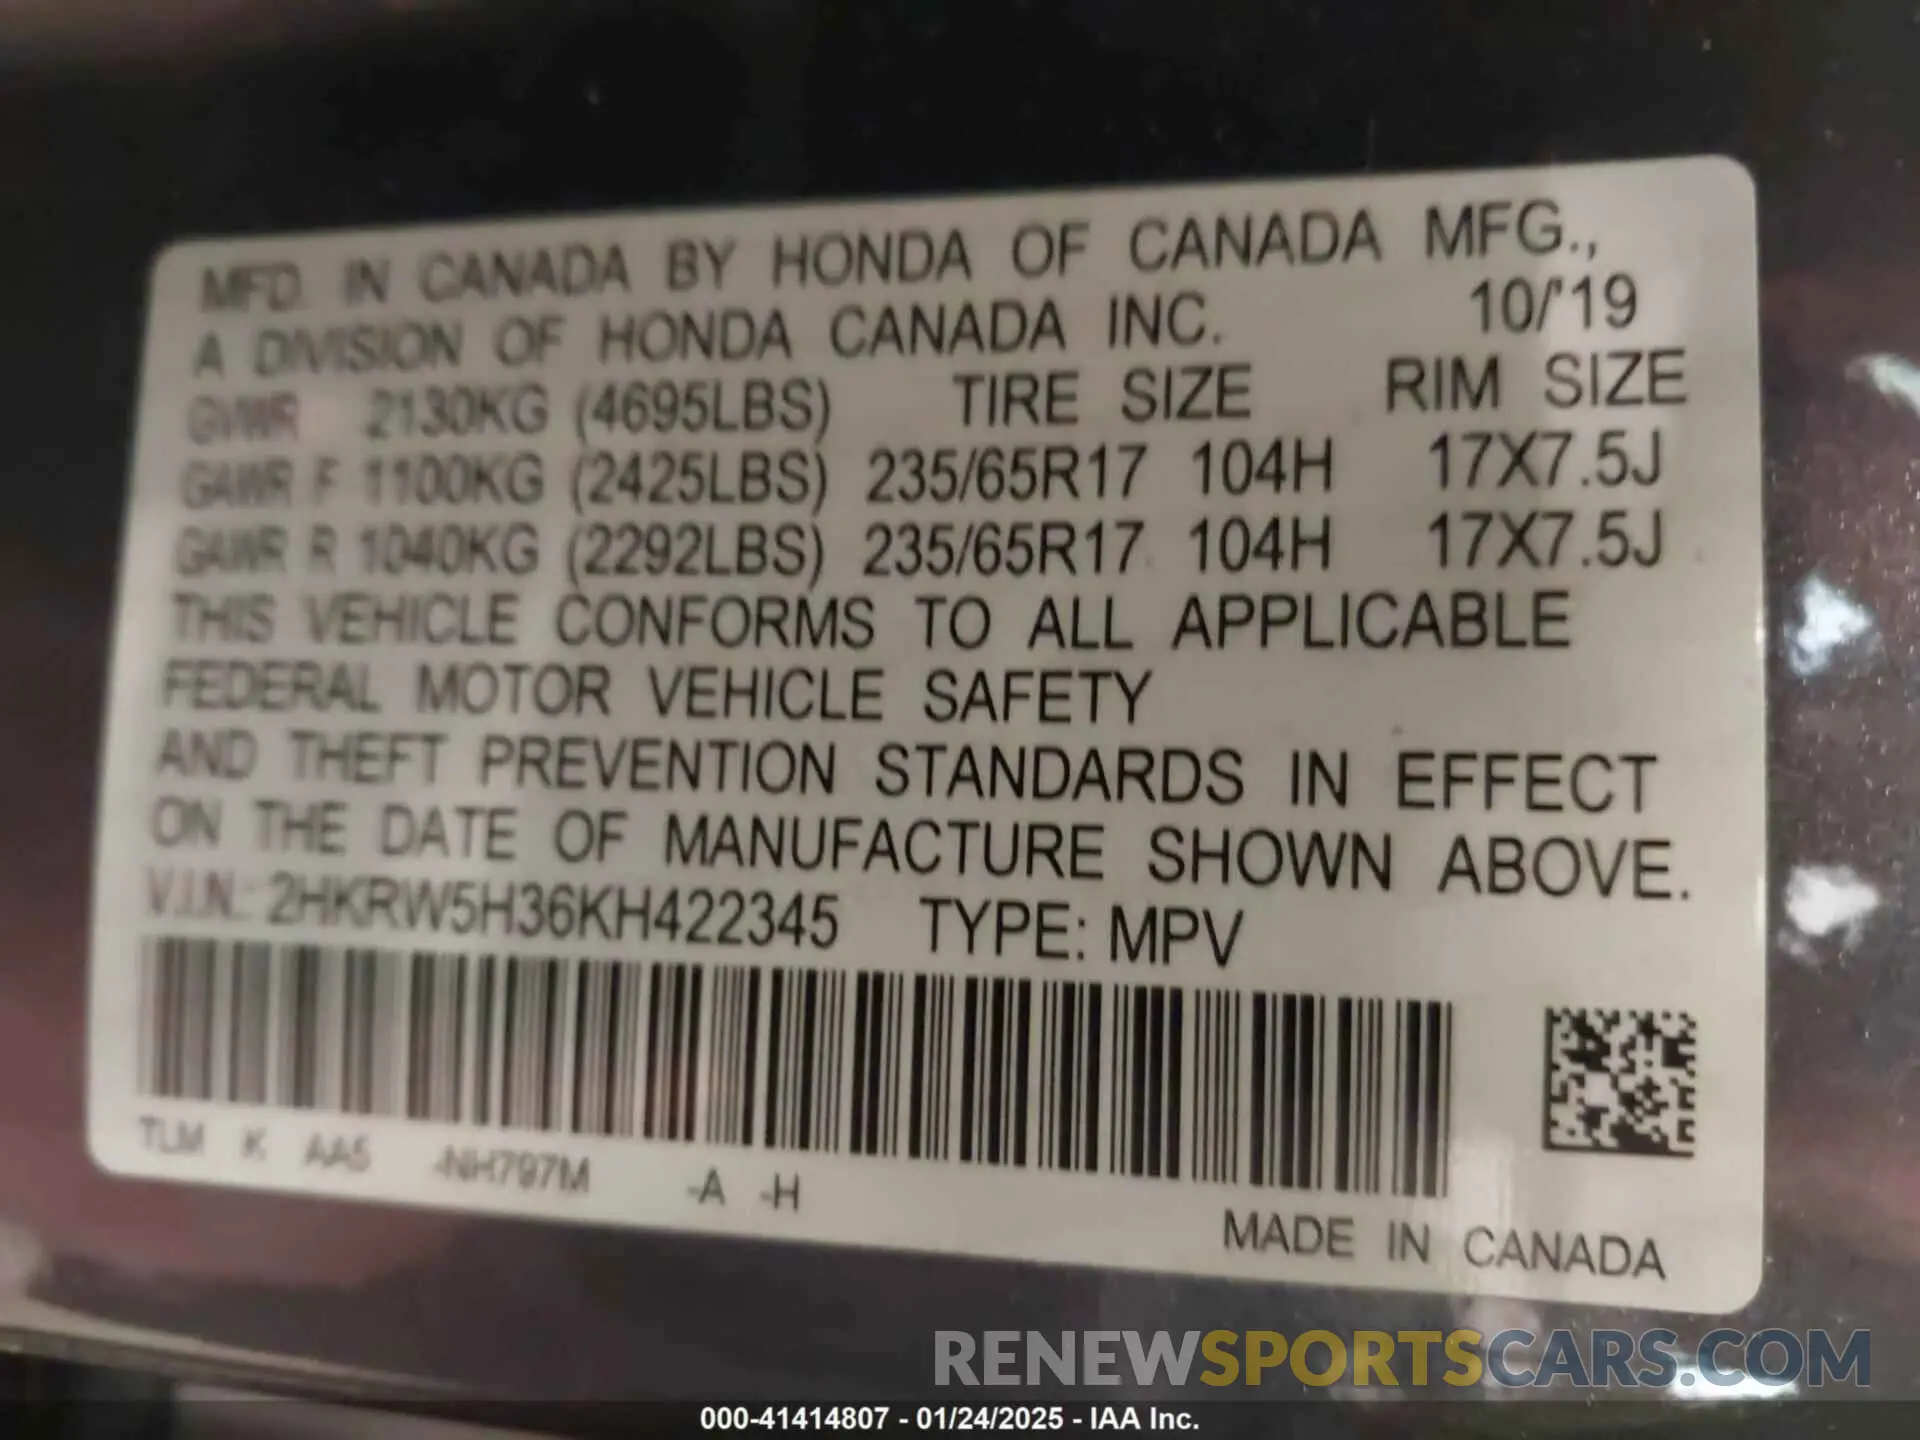 MFD. IN CANADA BY HONDA OF CANADA MFG.,
A DIVISION OF HONDA CANADA INC. 10/'19
GVWR 2130KG (4695LBS) TIRE SIZE RIM SIZE
GAWR F 1100KG (2425LBS) 235/65R17 104H 17X7.5J
GAWR R 1040KG (2292LBS) 235/65R17 104H 17X7.5J
THIS VEHICLE CONFORMS TO ALL APPLICABLE
FEDERAL MOTOR VEHICLE SAFETY
AND THEFT PREVENTION STANDARDS IN EFFECT
ON THE DATE OF MANUFACTURE SHOWN ABOVE.
V.I.N.: 2HKRW5H36KH422345 TYPE: MPV
TLM K AA5 -NH797M -A -H
MADE IN CANADA
RENEWSPORTSCARS.COM
000-41414807 - 01/24/2025 - IAA Inc.